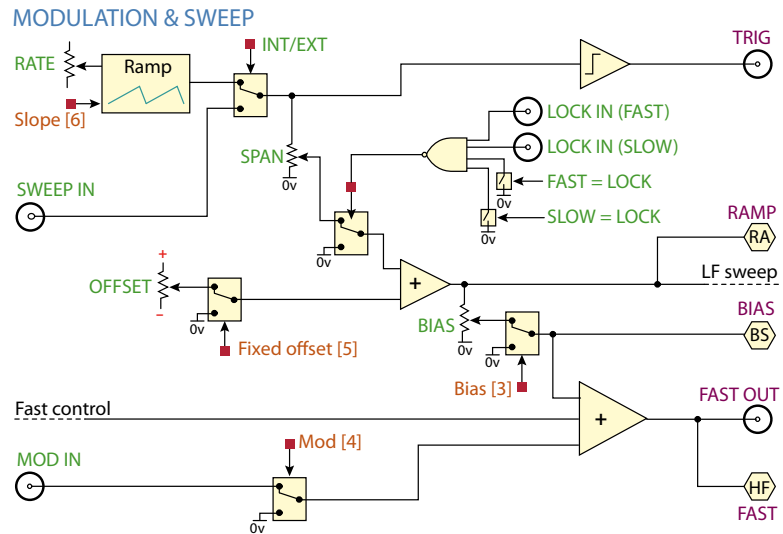 MODULATION & SWEEP
INT/EXT
TRIG
RATE
Ramp
Slope [6]
LOCK IN (FAST)
LOCK IN (SLOW)
SPAN
0v
FAST = LOCK
0v
SWEEP IN
SLOW = LOCK
0v
0v
RAMP
RA
+
OFFSET
–
0v
+
LF sweep
BIAS
0v
0v
BIAS
BS
Fixed offset [5]
Bias [3]
Fast control
+
FAST OUT
Mod [4]
MOD IN
0v
HF
FAST